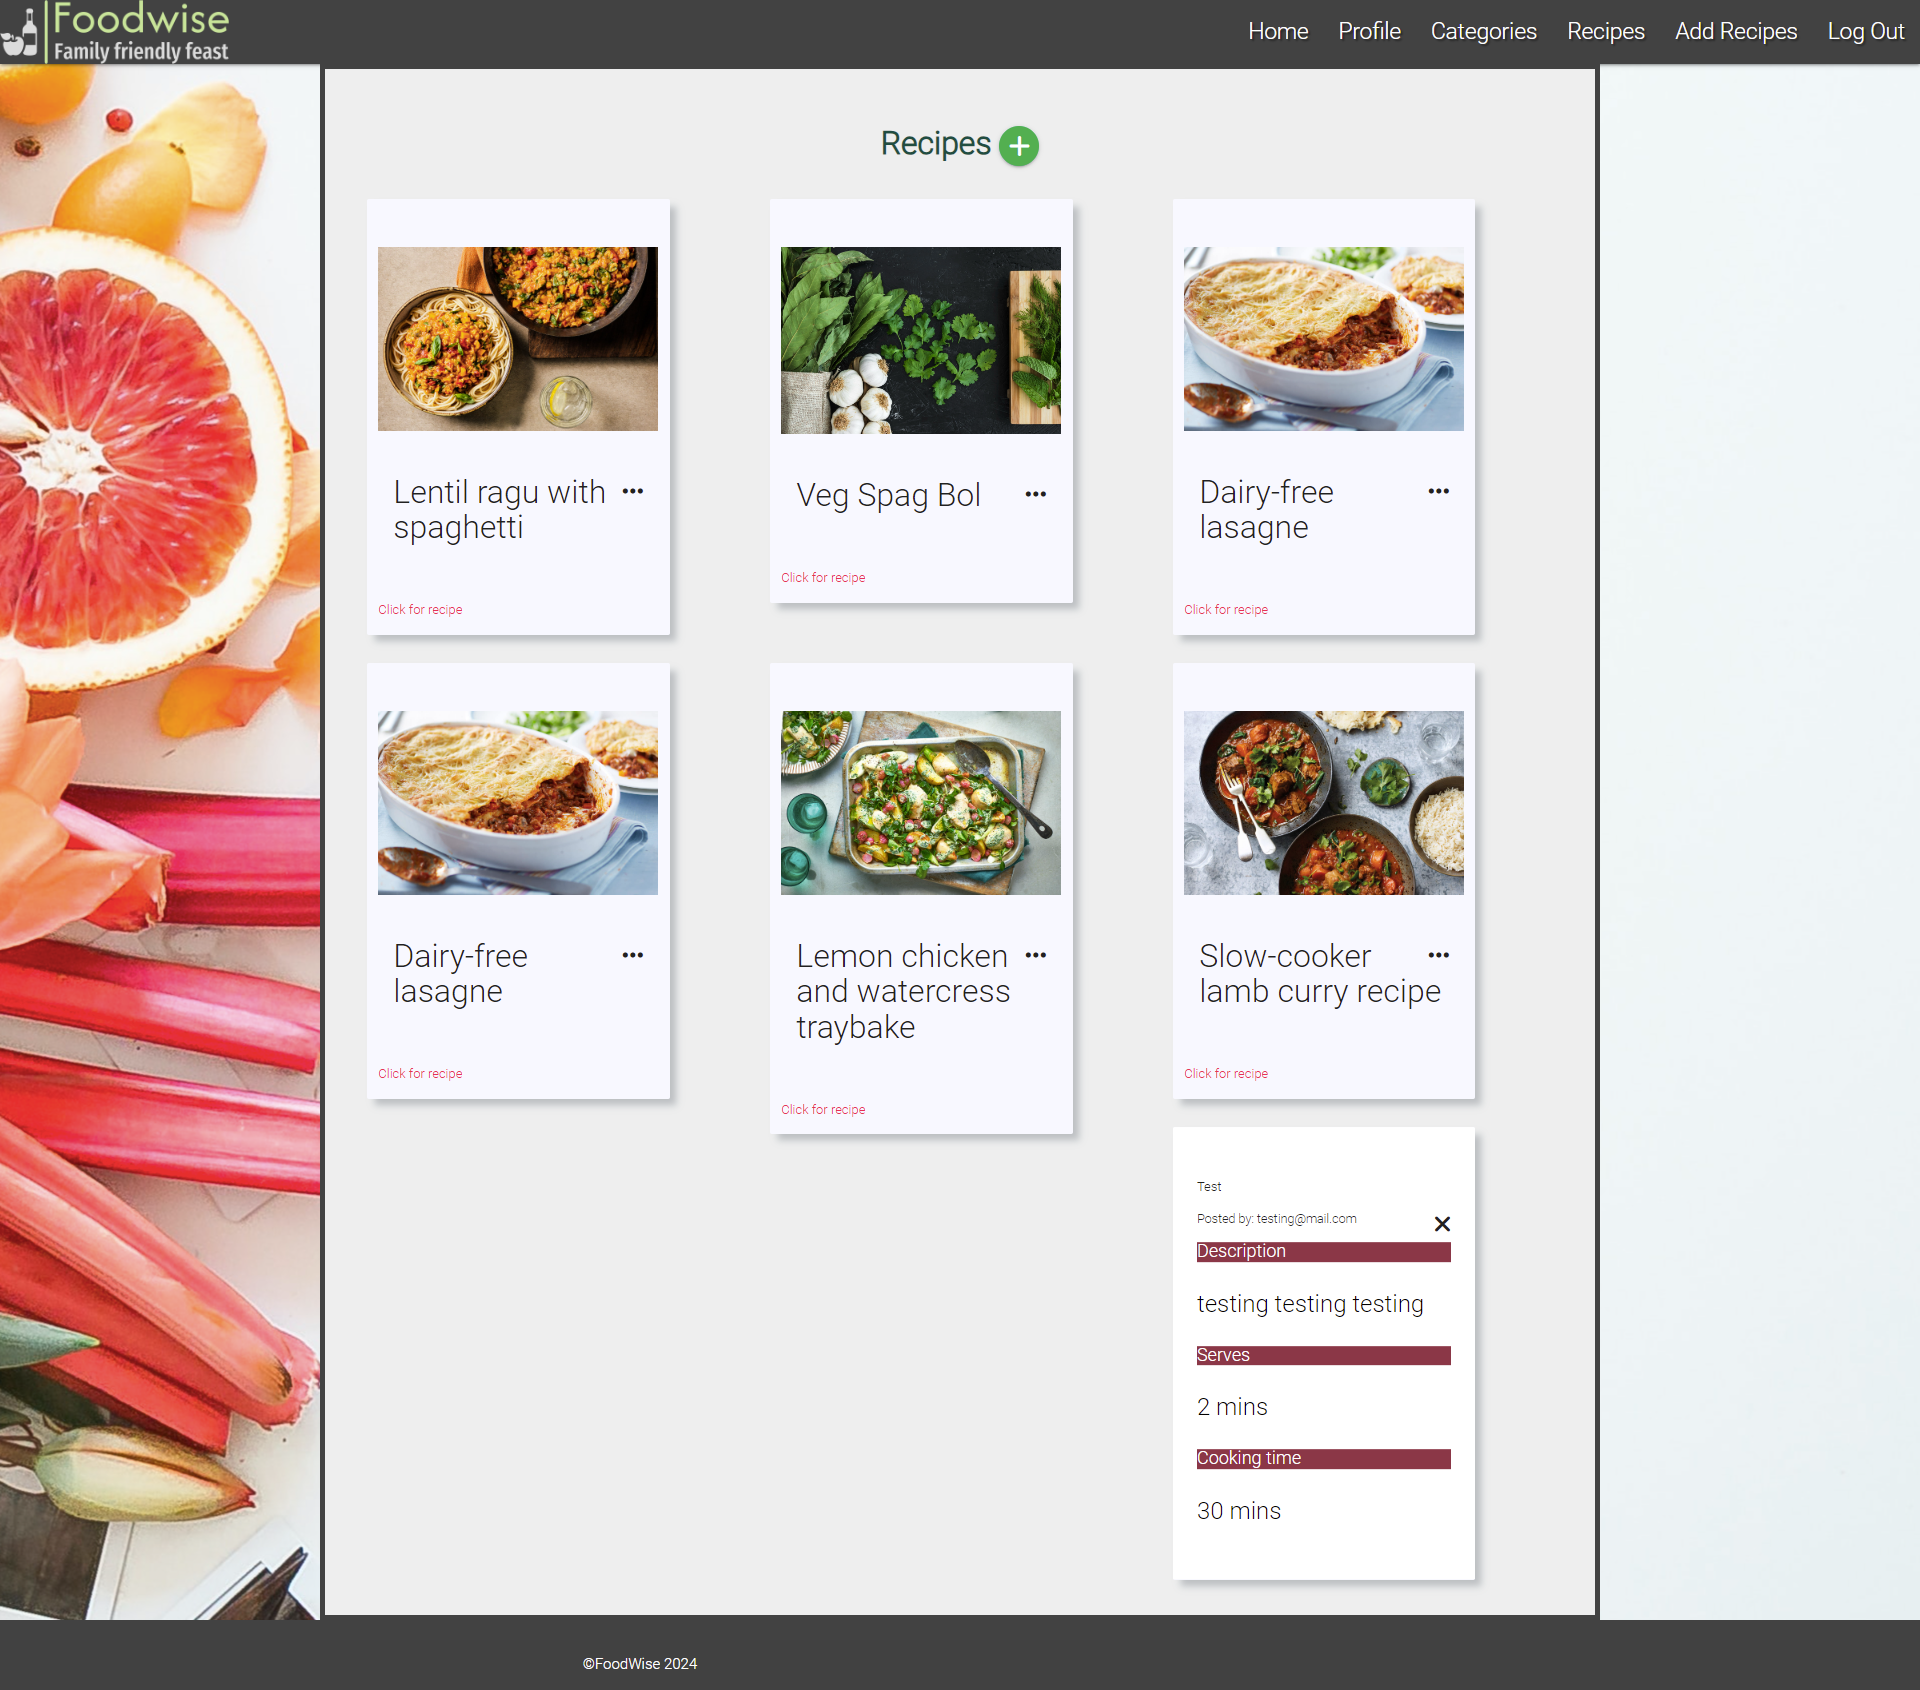 Foodwise
Family friendly feast
Home Profile Categories Recipes Add Recipes Log Out
Recipes
Lentil ragu with
spaghetti
Click for recipe
Veg Spag Bol
Click for recipe
Dairy-free
lasagne
Click for recipe
Dairy-free
lasagne
Click for recipe
Lemon chicken
and watercress
traybake
Click for recipe
Slow-cooker
lamb curry recipe
Click for recipe
Test
Posted by: testing@mail.com
Description
testing testing testing
Serves
2 mins
Cooking time
30 mins
©FoodWise 2024